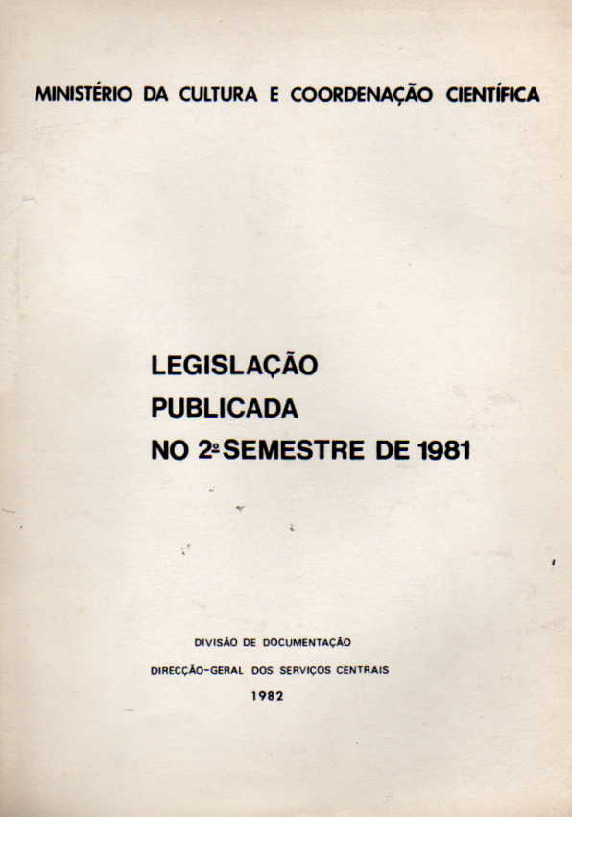 MINISTÉRIO DA CULTURA E COORDENAÇÃO CIENTÍFICA
LEGISLAÇÃO
PUBLICADA
NO 2º SEMESTRE DE 1981
DIVISÃO DE DOCUMENTAÇÃO
DIRECÇÃO-GERAL DOS SERVIÇOS CENTRAIS
1982